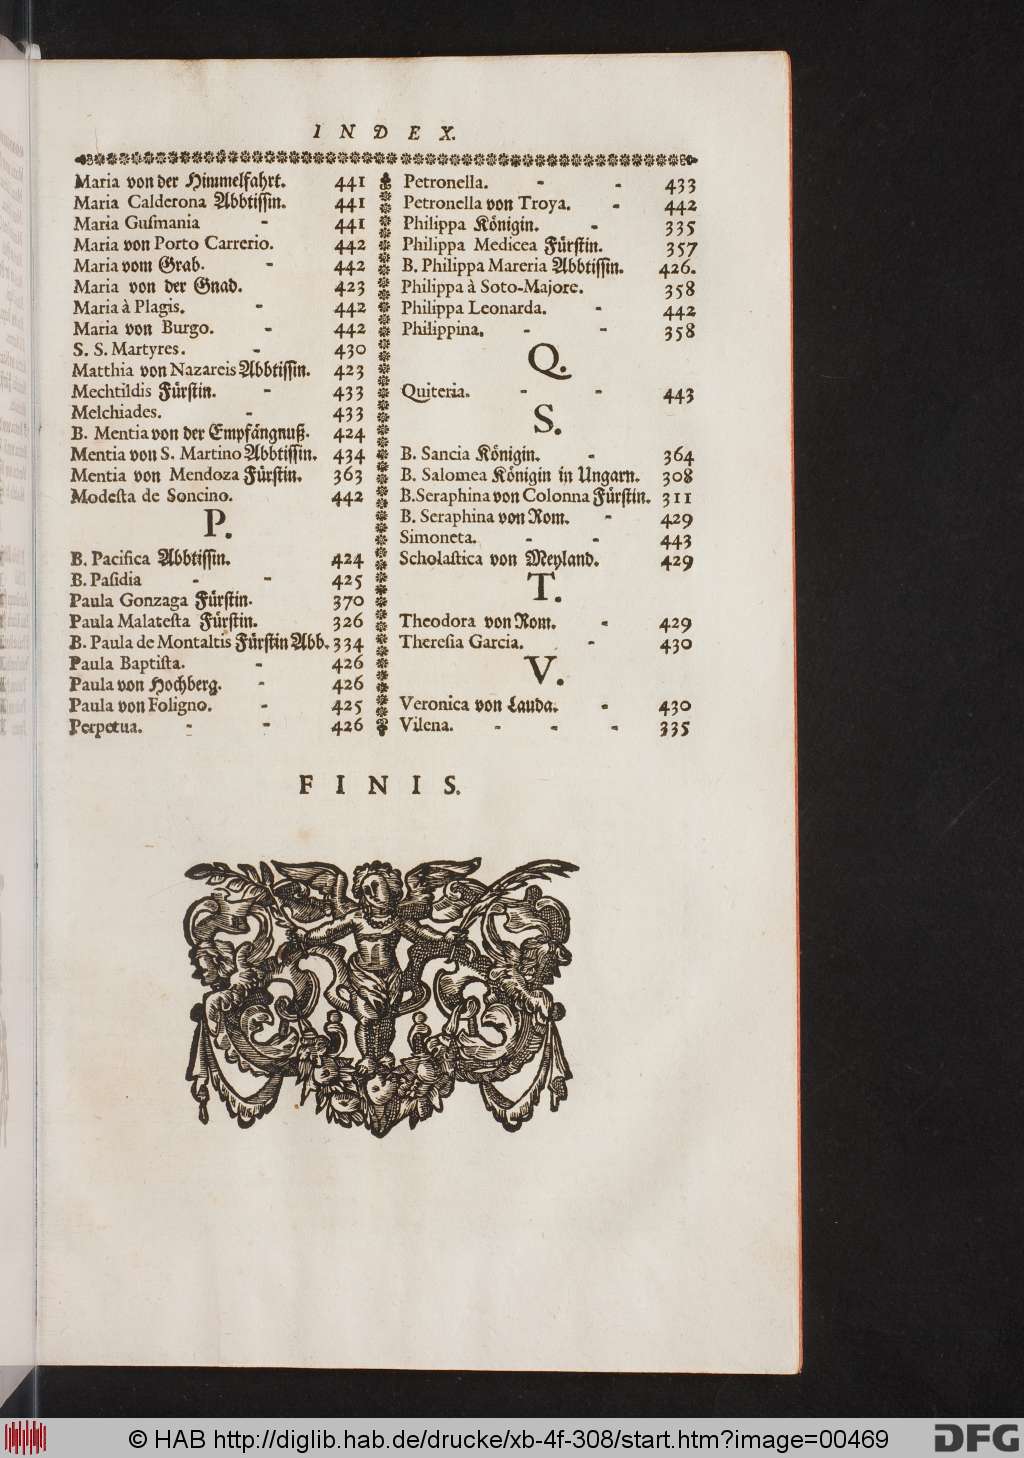 INDEX.
Maria von der Himmelfahrt. 441
Maria Calderona Abbtissin. 441
Maria Guſmania - 441
Maria von Porto Carrerio. 442
Maria vom Grab. - 442
Maria von der Gnad. 423
Maria à Plagis. - 442
Maria von Burgo. - 442
S. S. Martyres. - 430
Matthia von Nazareis Abbtiſſin. 423
Mechtildis Fürſtin. - 433
Melchiades. - 433
B. Mentia von der Empfängnuß. 424
Mentia von S. Martino Abbtiſſin. 434
Mentia von Mendoza Fürſtin. 363
Modeſta de Soncino. 442
P.
B. Pacifica Abbtiſſin. 424
B. Paſidia - - 425
Paula Gonzaga Fürſtin. 370
Paula Malateſta Fürſtin. 326
B. Paula de Montaltis Fürſtin Abb. 334
Paula Baptiſta. - 426
Paula von Hochberg. - 426
Paula von Foligno. - 425
Perpetua. - - 426
Petronella. - - 433
Petronella von Troya. - 442
Philippa Königin. - 335
Philippa Medicea Fürſtin. 357
B. Philippa Mareria Abbtiſſin. 426.
Philippa à Soto-Majore. 358
Philippa Leonarda. - 442
Philippina. - - 358
Q.
Quiteria. - - 443
S.
B. Sancia Königin. - 364
B. Salomea Königin in Ungarn. 308
B. Seraphina von Colonna Fürſtin. 311
B. Seraphina von Rom. - 429
Simoneta. - - 443
Scholaſtica von Meyland. 429
T.
Theodora von Rom. - 429
Thereſia Garcia. - 430
V.
Veronica von Lauda. - 430
Vilena. - - - 335
FINIS.
© HAB http://diglib.hab.de/drucke/xb-4f-308/start.htm?image=00469
DFG